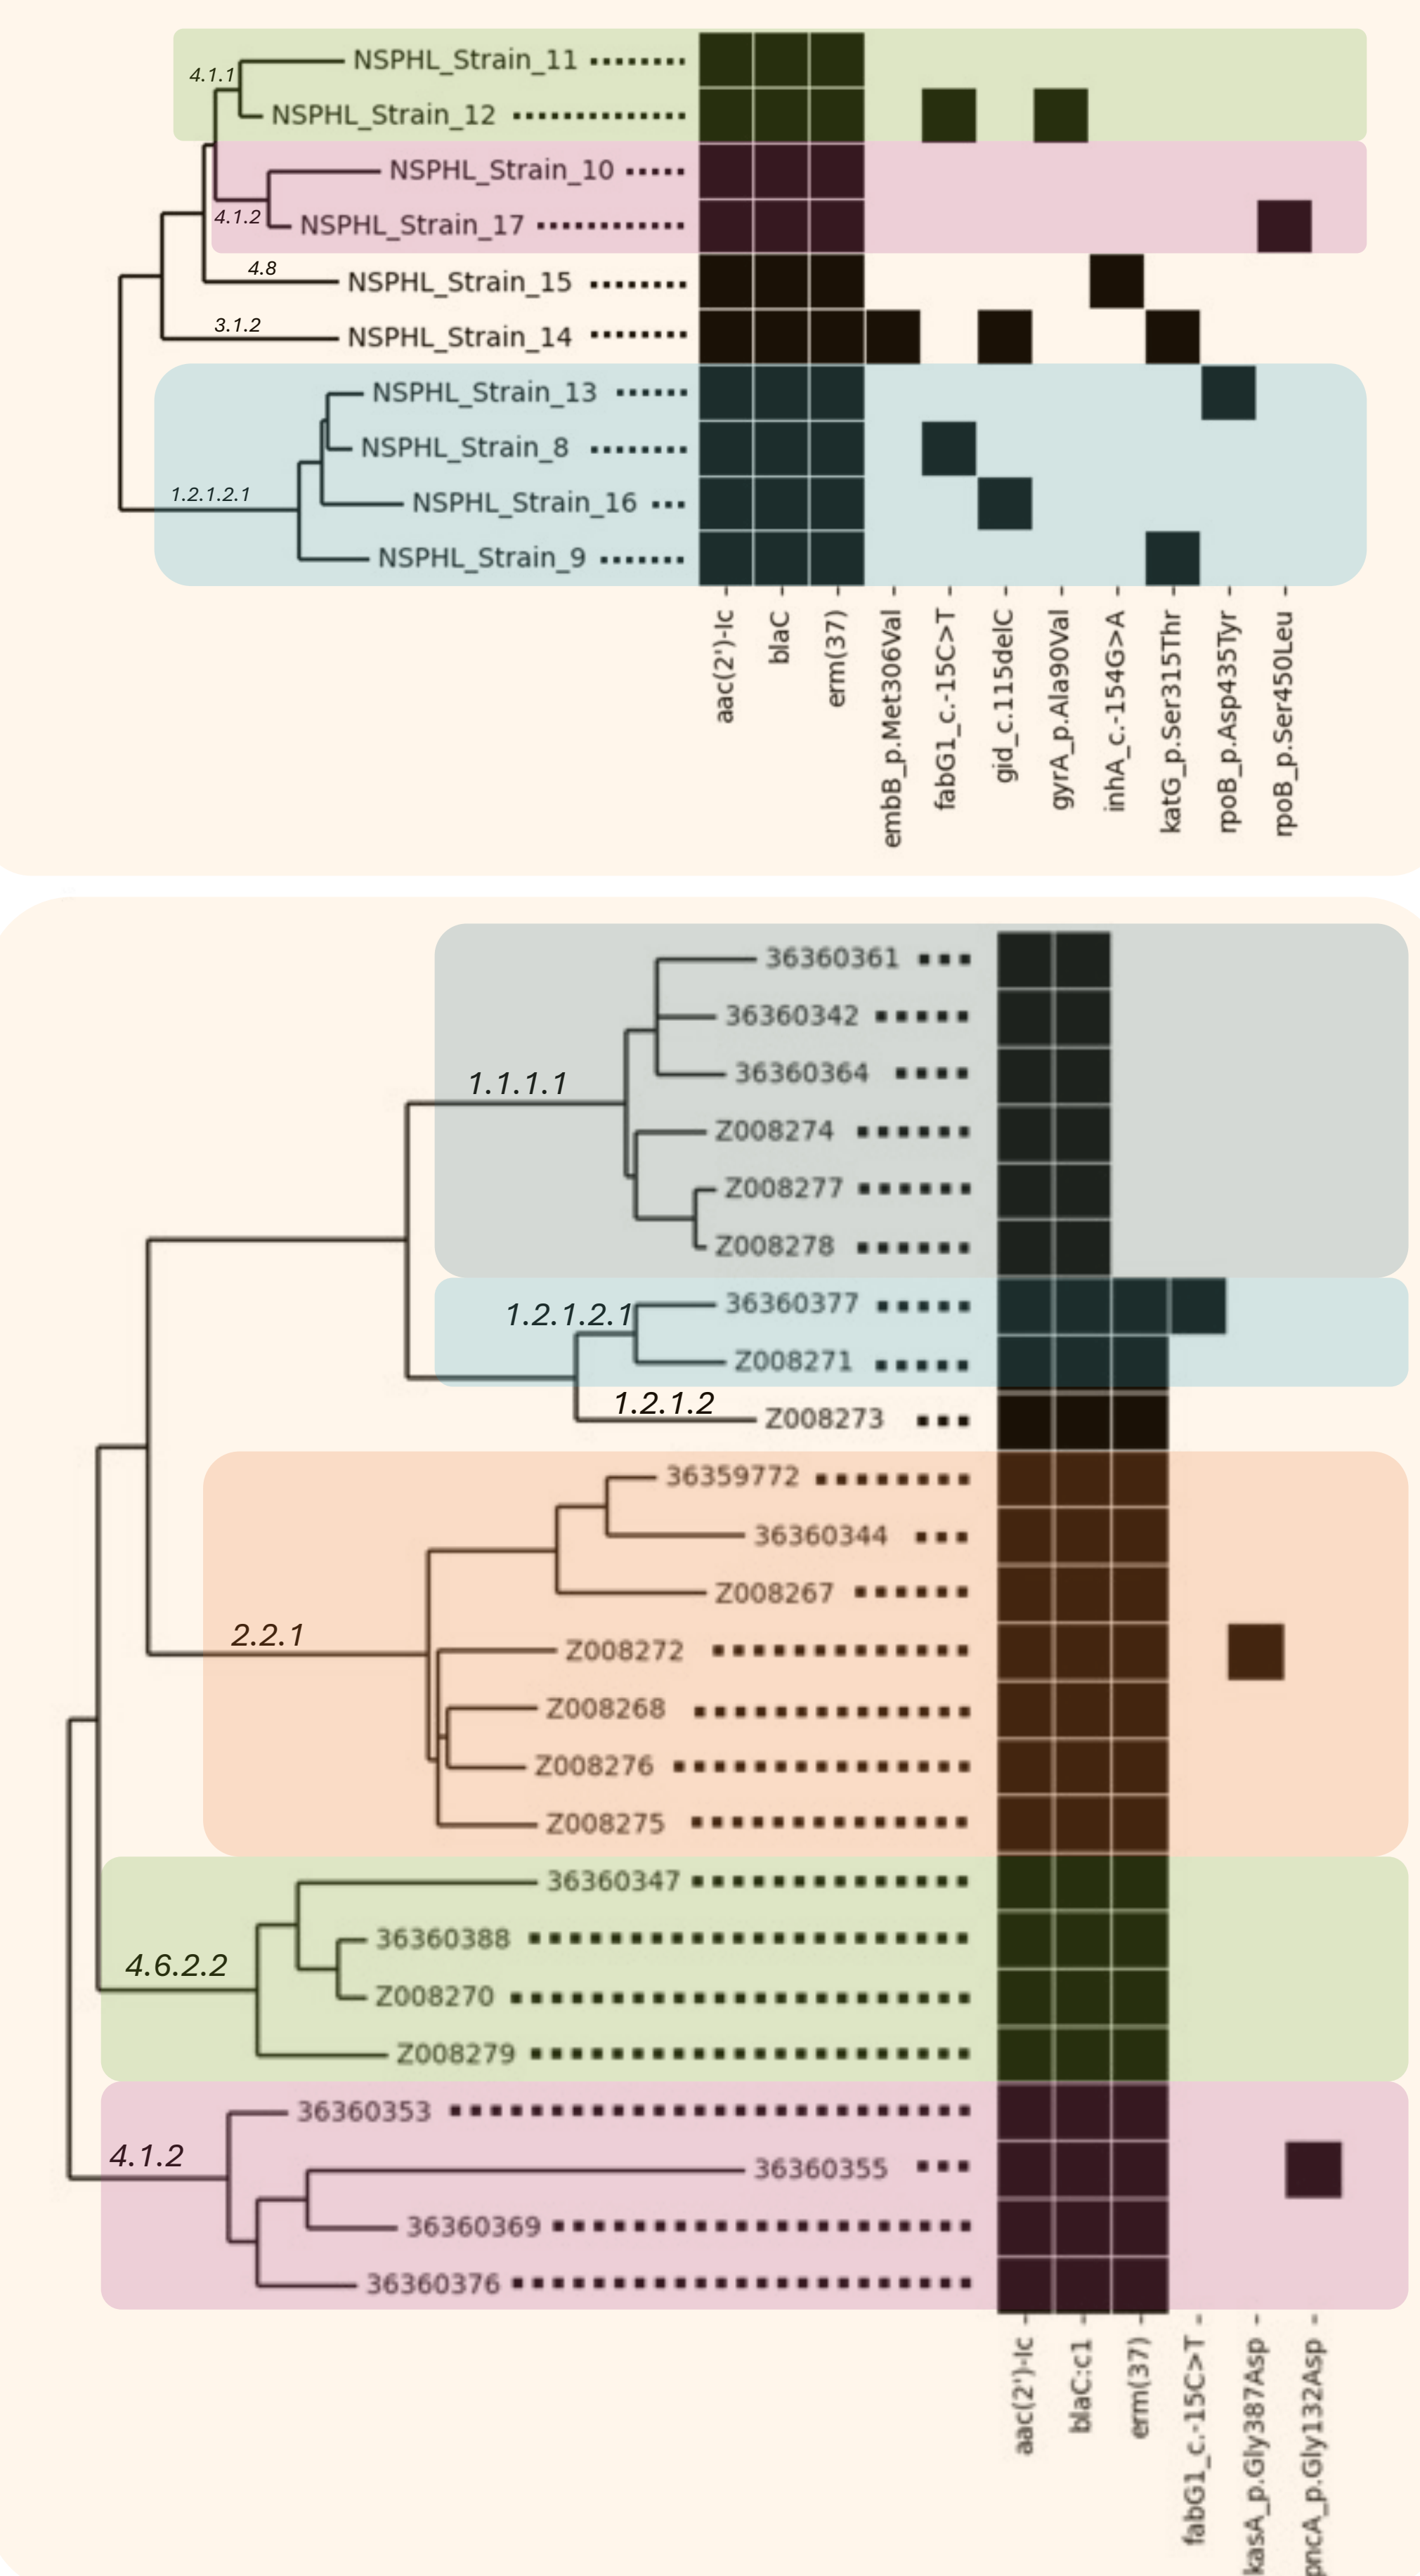 4.1.1
NSPHL_Strain_11
NSPHL_Strain_12
NSPHL_Strain_10
4.1.2
NSPHL_Strain_17
4.8
NSPHL_Strain_15
3.1.2
NSPHL_Strain_14
NSPHL_Strain_13
NSPHL_Strain_8
1.2.1.2.1
NSPHL_Strain_16
NSPHL_Strain_9
aac(2')-Ic
blaC
erm(37)
embB_p.Met306Val
fabG1_c.-15C>T
gid_c.115delC
gyrA_p.Ala90Val
inhA_c.-154G>A
katG_p.Ser315Thr
rpoB_p.Asp435Tyr
rpoB_p.Ser450Leu
36360361
36360342
1.1.1.1
36360364
Z008274
Z008277
Z008278
1.2.1.2.1
36360377
Z008271
1.2.1.2
Z008273
36359772
36360344
Z008267
2.2.1
Z008272
Z008268
Z008276
Z008275
36360347
36360388
4.6.2.2
Z008270
Z008279
36360353
4.1.2
36360355
36360369
36360376
aac(2')-Ic
blaC:c1
erm(37)
fabG1_c.-15C>T
kasA_p.Gly387Asp
pncA_p.Gly132Asp